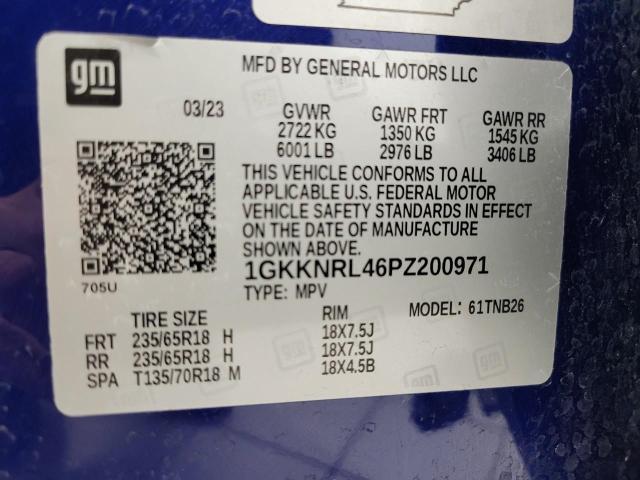 gm
MFD BY GENERAL MOTORS LLC
03/23 GVWR GAWR FRT GAWR RR
2722 KG 1350 KG 1545 KG
6001 LB 2976 LB 3406 LB
THIS VEHICLE CONFORMS TO ALL
APPLICABLE U.S. FEDERAL MOTOR
VEHICLE SAFETY STANDARDS IN EFFECT
ON THE DATE OF MANUFACTURE
SHOWN ABOVE.
705U
1GKKNRL46PZ200971
TYPE: MPV MODEL: 61TNB26
TIRE SIZE RIM
FRT 235/65R18 H 18X7.5J
RR 235/65R18 H 18X7.5J
SPA T135/70R18 M 18X4.5B